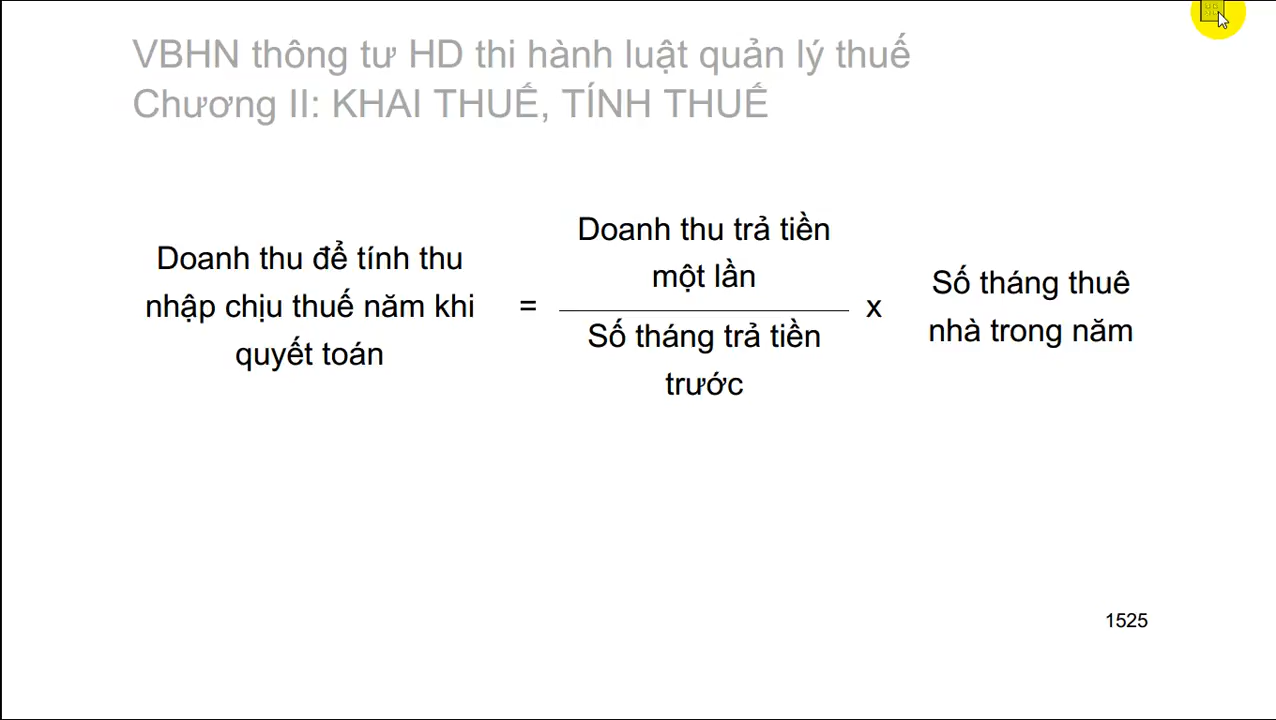 VBHN thông tư HD thi hành luật quản lý thuế
Chương II: KHAI THUẾ, TÍNH THUẾ
Doanh thu để tính thu
nhập chịu thuế năm khi
quyết toán
=
Doanh thu trả tiền
một lần
Số tháng trả tiền
trước
x
Số tháng thuê
nhà trong năm
1525